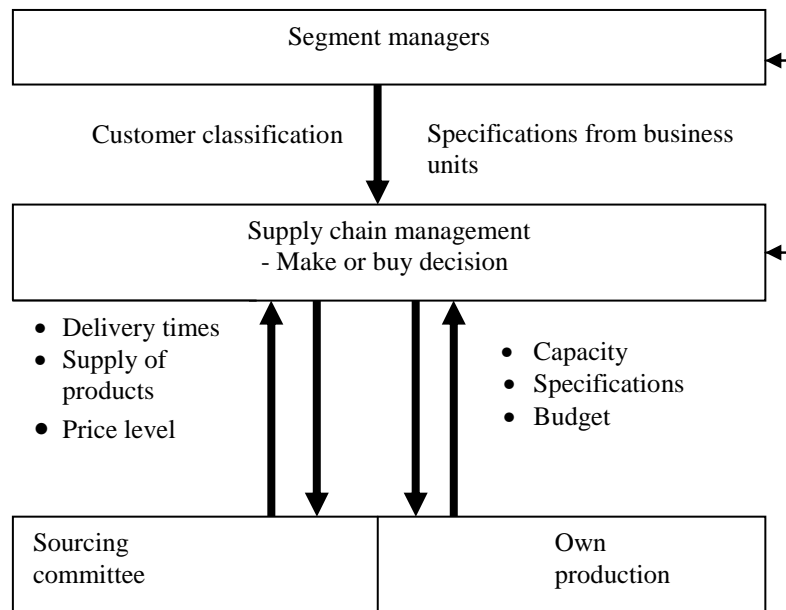 Segment managers
Customer classification
Specifications from business
units
Supply chain management
- Make or buy decision
• Delivery times
• Supply of
products
• Price level
• Capacity
• Specifications
• Budget
Sourcing
committee
Own
production